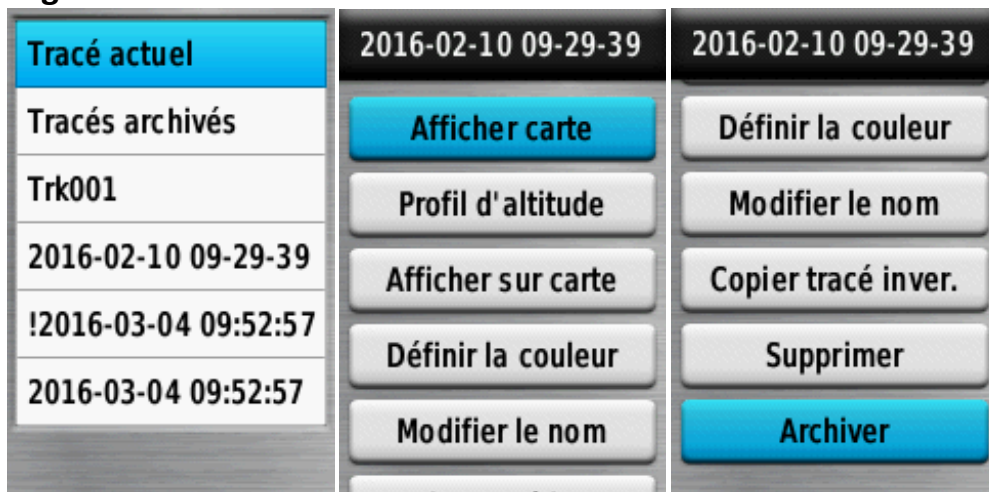 Tracé actuel
Tracés archivés
Trk001
2016-02-10 09-29-39
!2016-03-04 09:52:57
2016-03-04 09:52:57
2016-02-10 09-29-39
Afficher carte
Profil d'altitude
Afficher sur carte
Définir la couleur
Modifier le nom
2016-02-10 09-29-39
Définir la couleur
Modifier le nom
Copier tracé inver.
Supprimer
Archiver